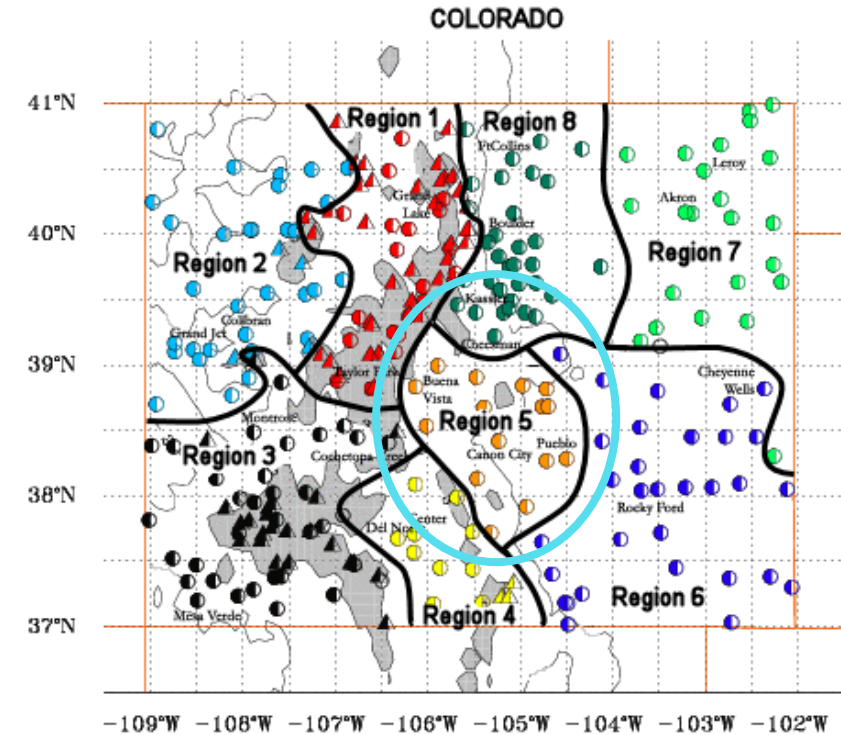 COLORADO
41°N
Region 1
Region 8
FtCollins
Leroy
Grand
Lake
Akron
40°N
Boulder
Region 7
Region 2
Kassler
Collbran
Grand Jct
Cheesman
39°N
Taylor Park
Cheyenne
Wells
Buena
Vista
Montrose
Region 5
Region 3
Cochetopa Creek
Canon City
Pueblo
38°N
Rocky Ford
Center
Del Norte
Region 6
Mesa Verde
Region 4
37°N
-109°W -108°W -107°W -106°W -105°W -104°W -103°W -102°W